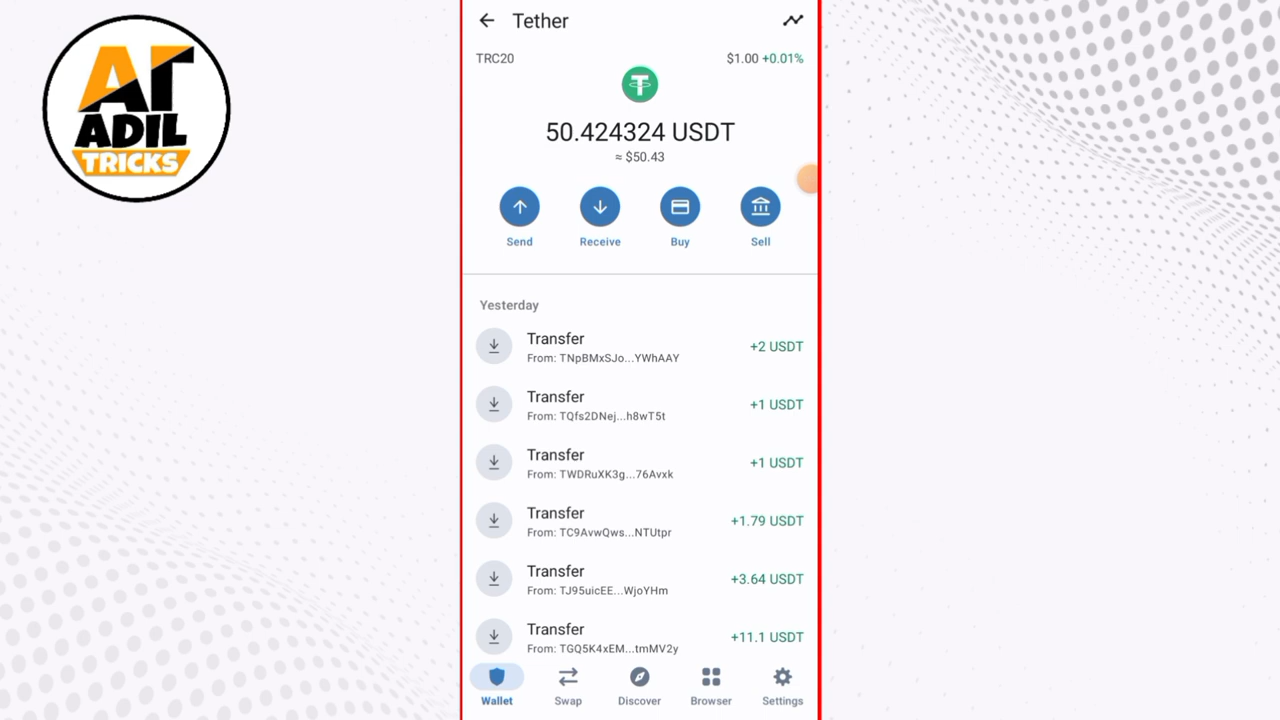 AT
ADIL
TRICKS
Tether
TRC20
$1.00 +0.01%
50.424324 USDT
≈ $50.43
Send
Receive
Buy
Sell
Yesterday
Transfer
+2 USDT
From: TNpBMxSJo...YWhAAY
Transfer
+1 USDT
From: TQfs2DNej...h8wT5t
Transfer
+1 USDT
From: TWDRuXK3g...76Avxk
Transfer
+1.79 USDT
From: TC9AvwQws...NTUtpr
Transfer
+3.64 USDT
From: TJ95uicEE...WjoYHm
Transfer
+11.1 USDT
From: TGQ5K4xEM...tmMV2y
Wallet
Swap
Discover
Browser
Settings